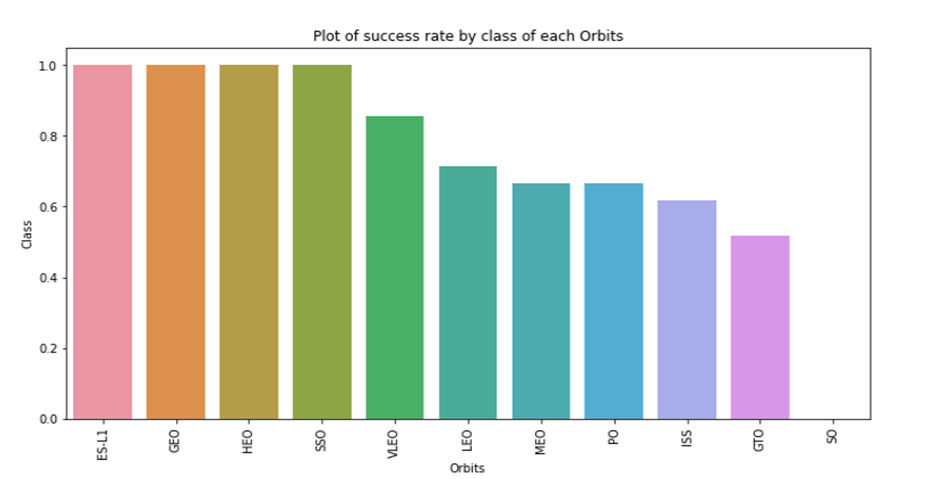 Plot of success rate by class of each Orbits
1.0
0.8
0.6
0.4
0.2
0.0
Class
ES-L1
GEO
HEO
SSO
VLEO
LEO
MEO
PO
ISS
GTO
SO
Orbits